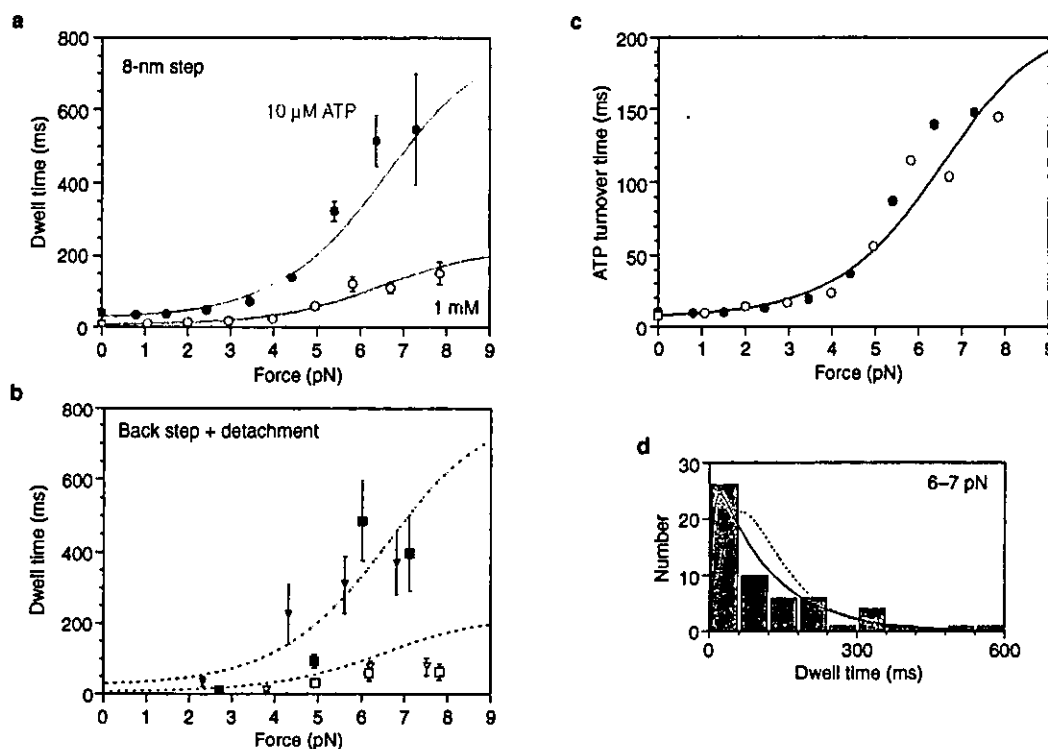 a
800
600
400
200
0
Dwell time (ms)
8-nm step
10 µM ATP
1 mM
0 1 2 3 4 5 6 7 8 9
Force (pN)
b
800
600
400
200
0
Dwell time (ms)
Back step + detachment
0 1 2 3 4 5 6 7 8 9
Force (pN)
c
200
150
100
50
0
ATP turnover time (ms)
0 1 2 3 4 5 6 7 8 9
Force (pN)
d
30
20
10
0
Number
6–7 pN
0 300 600
Dwell time (ms)